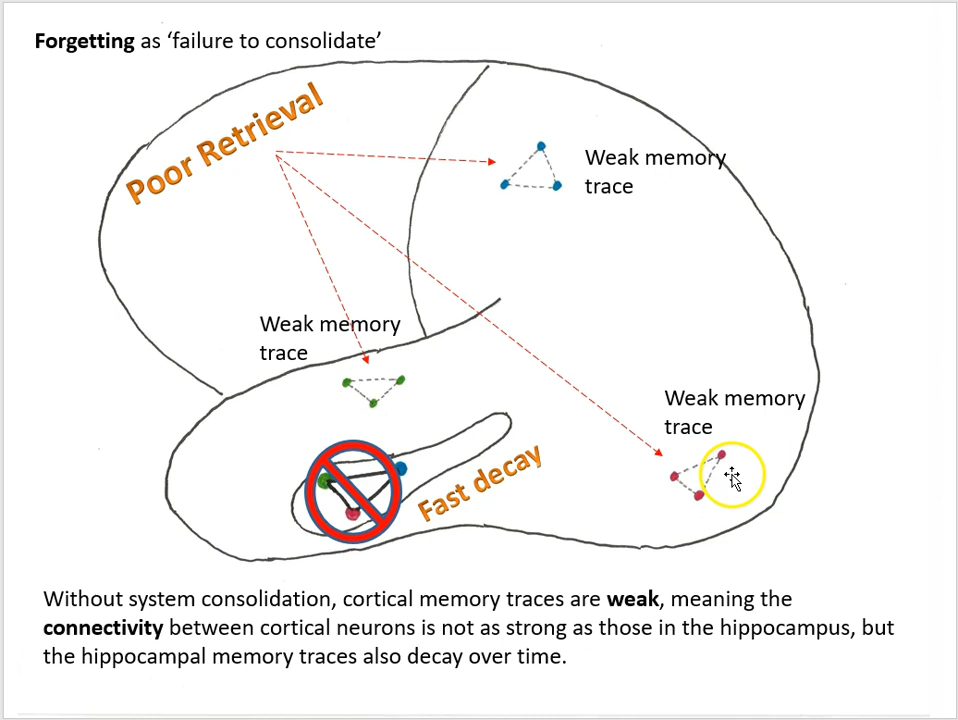 Forgetting as ‘failure to consolidate’
Poor Retrieval
Weak memory
trace
Weak memory
trace
Weak memory
trace
Fast decay
Without system consolidation, cortical memory traces are weak, meaning the
connectivity between cortical neurons is not as strong as those in the hippocampus, but
the hippocampal memory traces also decay over time.